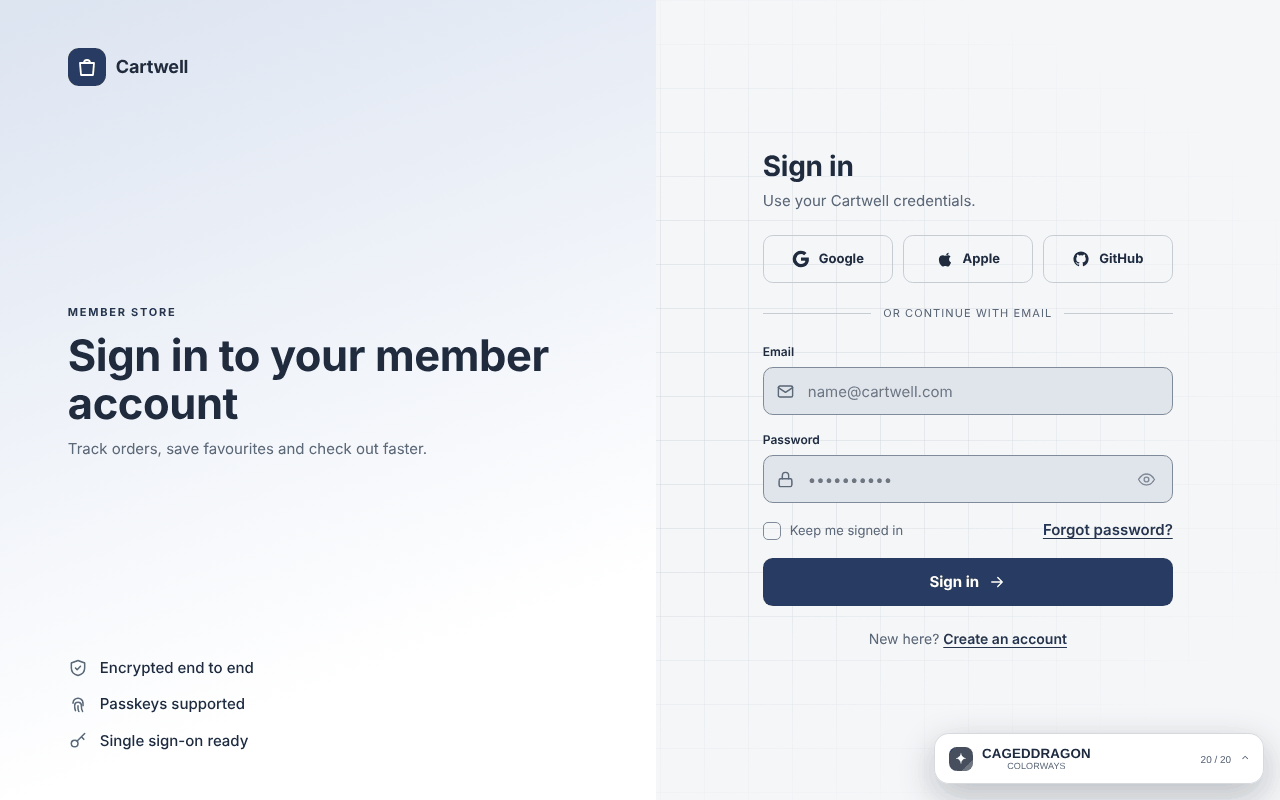 Cartwell
MEMBER STORE
Sign in to your member
account
Track orders, save favourites and check out faster.
Encrypted end to end
Passkeys supported
Single sign-on ready
Sign in
Use your Cartwell credentials.
Google
Apple
GitHub
OR CONTINUE WITH EMAIL
Email
name@cartwell.com
Password
••••••••••
Keep me signed in
Forgot password?
Sign in →
New here? Create an account
CAGEDDRAGON
COLORWAYS
20 / 20